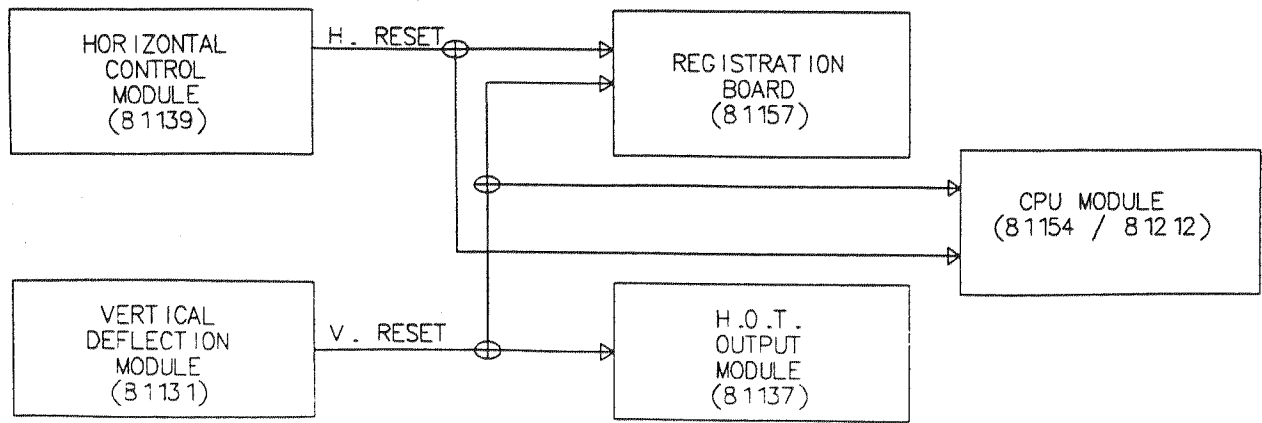 HORIZONTAL
CONTROL
MODULE
(81139)
H. RESET
REGISTRATION
BOARD
(81157)
CPU MODULE
(81154 / 81212)
VERTICAL
DEFLECTION
MODULE
(81131)
V. RESET
H.O.T.
OUTPUT
MODULE
(81137)